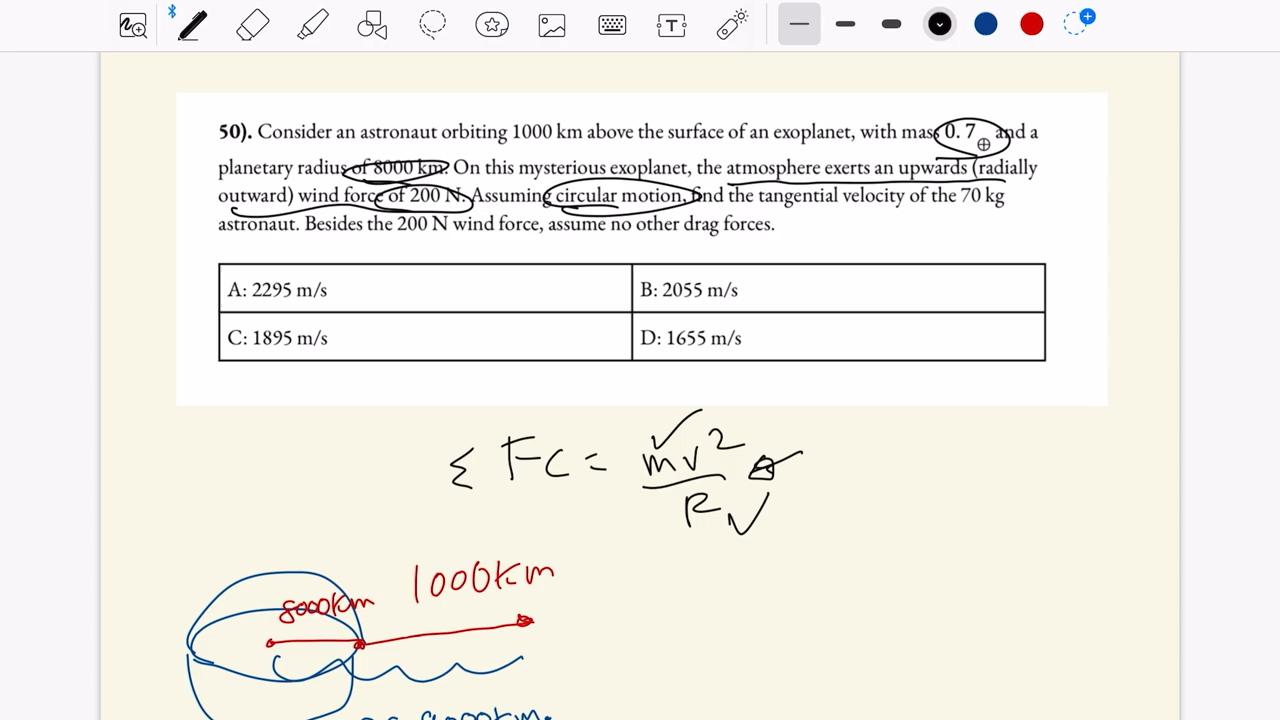 50). Consider an astronaut orbiting 1000 km above the surface of an exoplanet, with mass 0.7⊕ and a
planetary radius of 8000 km. On this mysterious exoplanet, the atmosphere exerts an upwards (radially
outward) wind force of 200 N. Assuming circular motion, find the tangential velocity of the 70 kg
astronaut. Besides the 200 N wind force, assume no other drag forces.
A: 2295 m/s
B: 2055 m/s
C: 1895 m/s
D: 1655 m/s
Σ Fc = mv²
R
1000km
8000km
9000km.